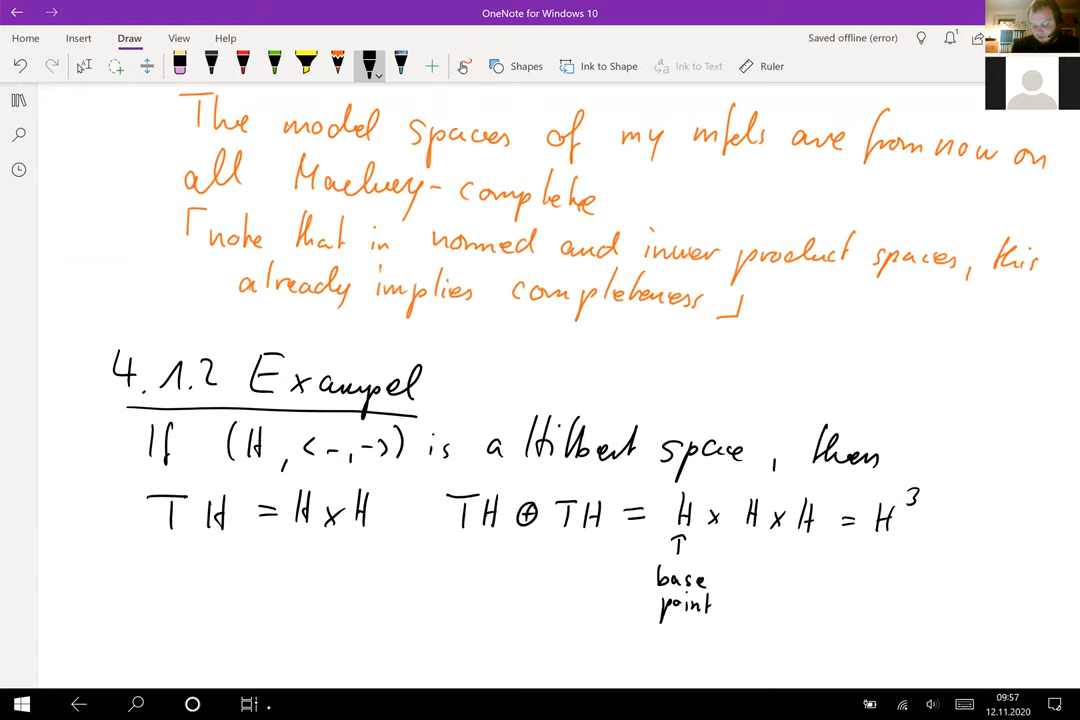 OneNote for Windows 10
Home Insert Draw View Help Saved offline (error)
Shapes Ink to Shape Ink to Text Ruler
The model spaces of my mfds are from now on
all Mackey-complete
⌈note that in normed and inner product spaces, this
already implies completeness⌋
4.1.2 Exampel
If (H, <-,->) is a Hilbert space, then
TH = H x H TH ⊕ TH = H x H x H = H³
↑
base
point
09:57
12.11.2020